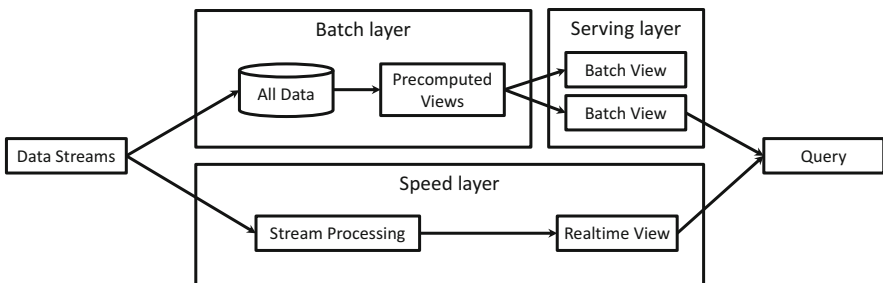 Batch layer
Serving layer
All Data
Precomputed
Views
Batch View
Batch View
Data Streams
Query
Speed layer
Stream Processing
Realtime View